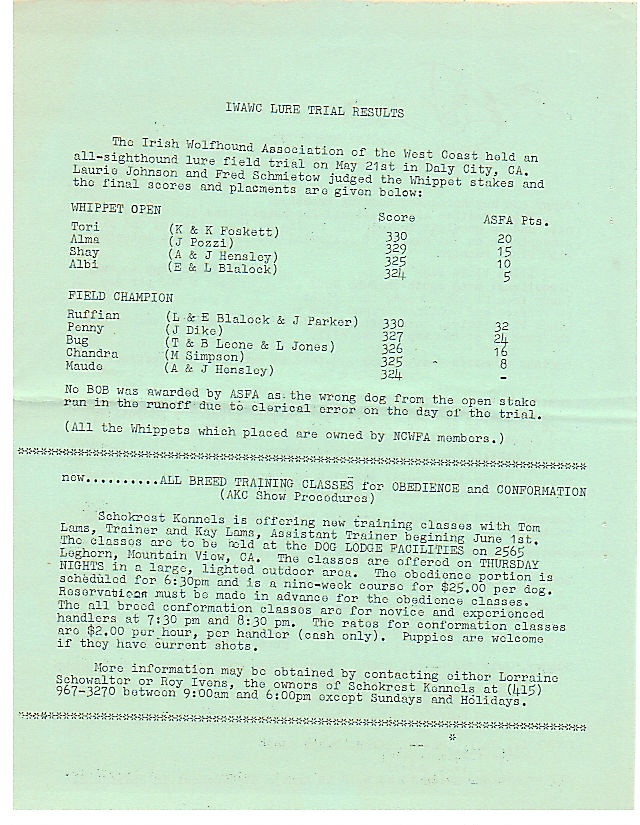 IWAWC LURE TRIAL RESULTS
The Irish Wolfhound Association of the West Coast held an
all-sighthound lure field trial on May 21st in Daly City, CA.
Laurie Johnson and Fred Schmietow judged the Whippet stakes and
the final scores and placments are given below:
WHIPPET OPEN Score ASFA Pts.
Tori (K & K Foskett) 330 20
Alma (J Pozzi) 329 15
Shay (A & J Hensley) 325 10
Albi (E & L Blalock) 324 5
FIELD CHAMPION
Ruffian (L & E Blalock & J Parker) 330 32
Penny (J Dike) 327 24
Bug (T & B Leone & L Jones) 326 16
Chandra (M Simpson) 325 8
Maude (A & J Hensley) 324 -
No BOB was awarded by ASFA as the wrong dog from the open stake
ran in the runoff due to clerical error on the day of the trial.
(All the Whippets which placed are owned by NCWFA members.)
new..........ALL BREED TRAINING CLASSES for OBEDIENCE and CONFORMATION
(AKC Show Procedures)
Schokrest Kennels is offering new training classes with Tom
Lams, Trainer and Kay Lams, Assistant Trainer begining June 1st.
The classes are to be held at the DOG LODGE FACILITIES on 2565
Leghorn, Mountain View, CA. The classes are offered on THURSDAY
NIGHTS in a large, lighted outdoor area. The obedience portion is
scheduled for 6:30pm and is a nine-week course for $25.00 per dog.
Reservation must be made in advance for the obedience classes.
The all breed conformation classes are for novice and experienced
handlers at 7:30 pm and 8:30 pm. The rates for conformation classes
are $2.00 per hour, per handler (cash only). Puppies are welcome
if they have current shots.
More information may be obtained by contacting either Lorraine
Schowalter or Roy Ivens, the owners of Schokrest Kennels at (415)
967-3270 between 9:00am and 6:00pm except Sundays and Holidays.